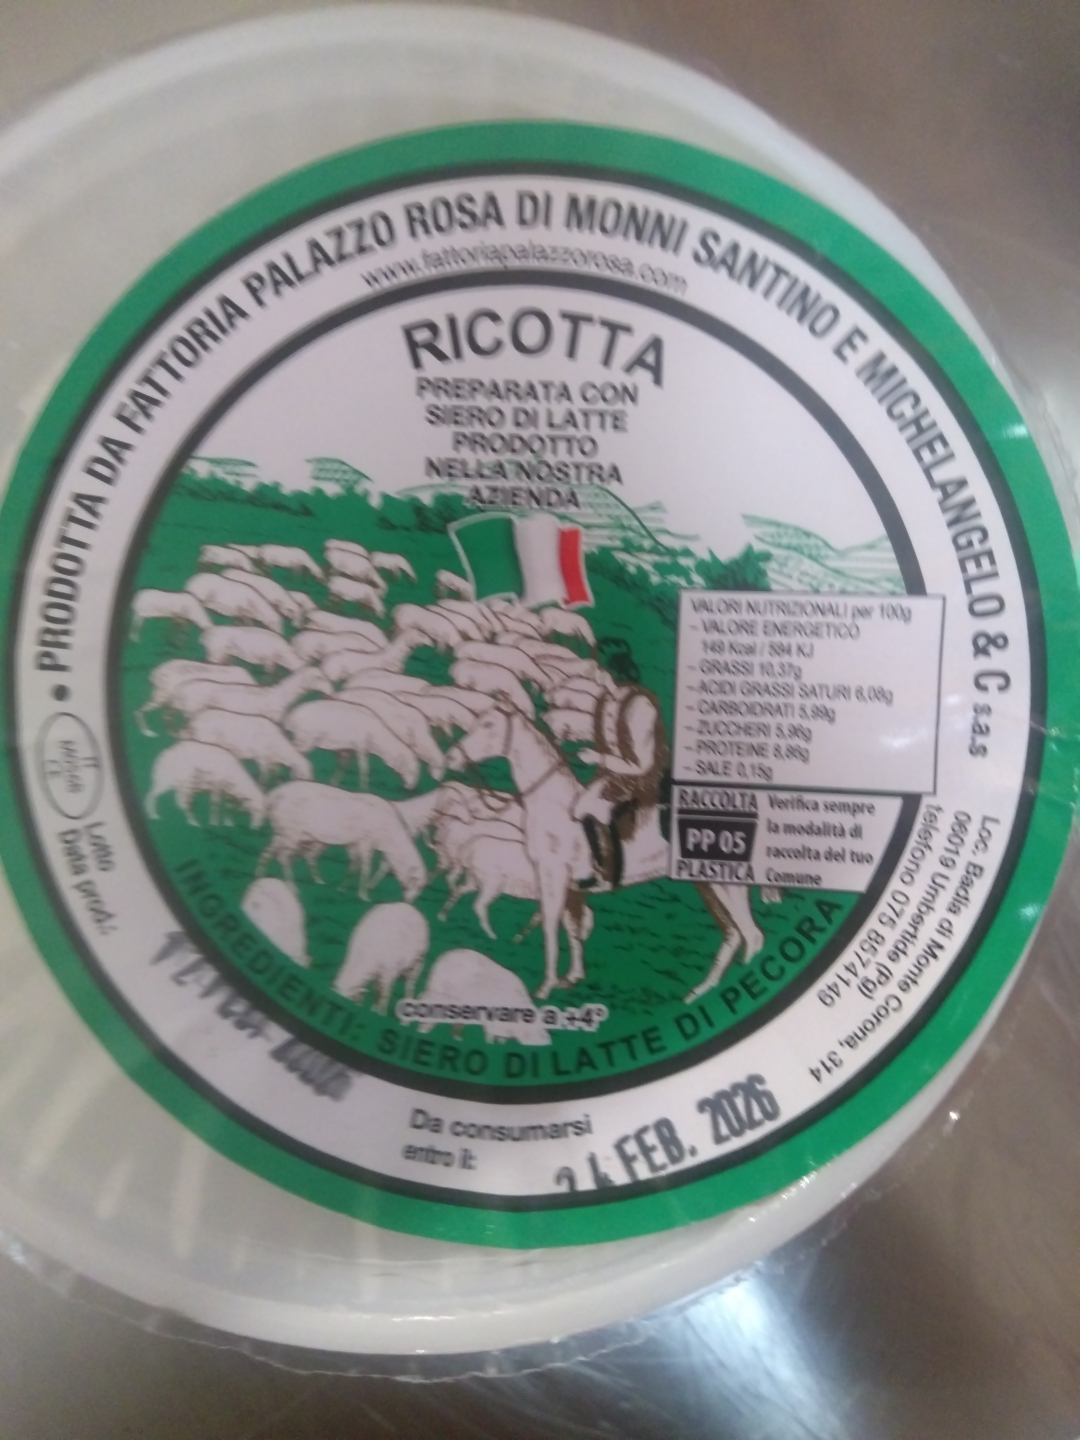 • PRODOTTA DA FATTORIA PALAZZO ROSA DI MONNI SANTINO E MICHELANGELO & C s.a.s
www.fattoriapalazzorosa.com
RICOTTA
PREPARATA CON
SIERO DI LATTE
PRODOTTO
NELLA NOSTRA
AZIENDA
VALORI NUTRIZIONALI per 100g
- VALORE ENERGETICO
149 Kcal / 594 KJ
- GRASSI 10,37g
- ACIDI GRASSI SATURI 6,08g
- CARBOIDRATI 5,99g
- ZUCCHERI 5,96g
- PROTEINE 8,86g
- SALE 0,15g
RACCOLTA
PP 05
PLASTICA
Verifica sempre
la modalità di
raccolta del tuo
Comune
Loc. Badia di Monte Corona, 314
06019 Umbertide (Pg)
telefono 075 8574149
IT
CE
Lotto
Data prod.:
conservare a +4°
INGREDIENTI: SIERO DI LATTE DI PECORA
Da consumarsi
entro il:
24 FEB. 2026